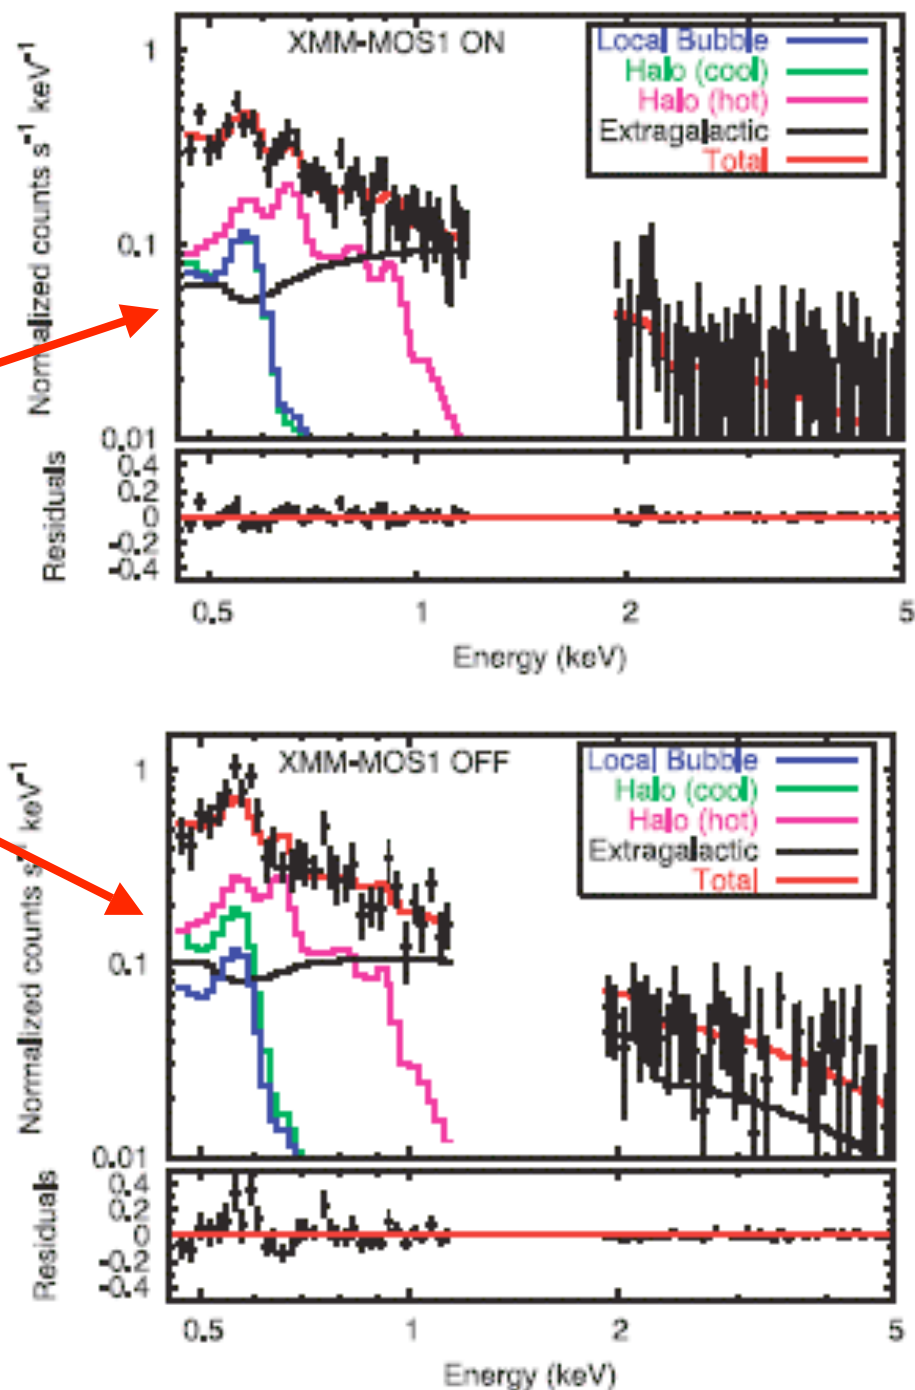 XMM-MOS1 ON
Local Bubble
Halo (cool)
Halo (hot)
Extragalactic
Total
Normalized counts s⁻¹ keV⁻¹
1
0.1
0.01
Residuals
0.4
0.2
0
-0.2
-0.4
0.5 1 2 5
Energy (keV)
XMM-MOS1 OFF
Local Bubble
Halo (cool)
Halo (hot)
Extragalactic
Total
Normalized counts s⁻¹ keV⁻¹
1
0.1
0.01
Residuals
0.4
0.2
0
-0.2
-0.4
0.5 1 2 5
Energy (keV)